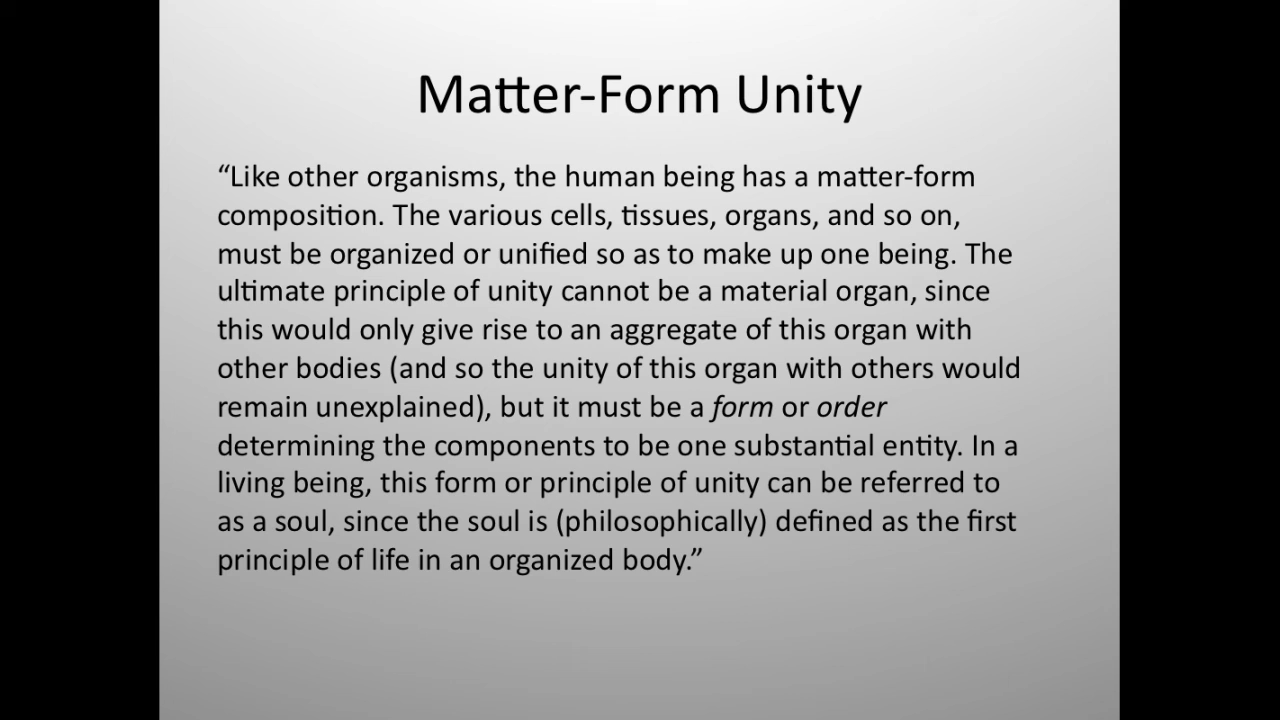 Matter-Form Unity
“Like other organisms, the human being has a matter-form
composition. The various cells, tissues, organs, and so on,
must be organized or unified so as to make up one being. The
ultimate principle of unity cannot be a material organ, since
this would only give rise to an aggregate of this organ with
other bodies (and so the unity of this organ with others would
remain unexplained), but it must be a form or order
determining the components to be one substantial entity. In a
living being, this form or principle of unity can be referred to
as a soul, since the soul is (philosophically) defined as the first
principle of life in an organized body.”